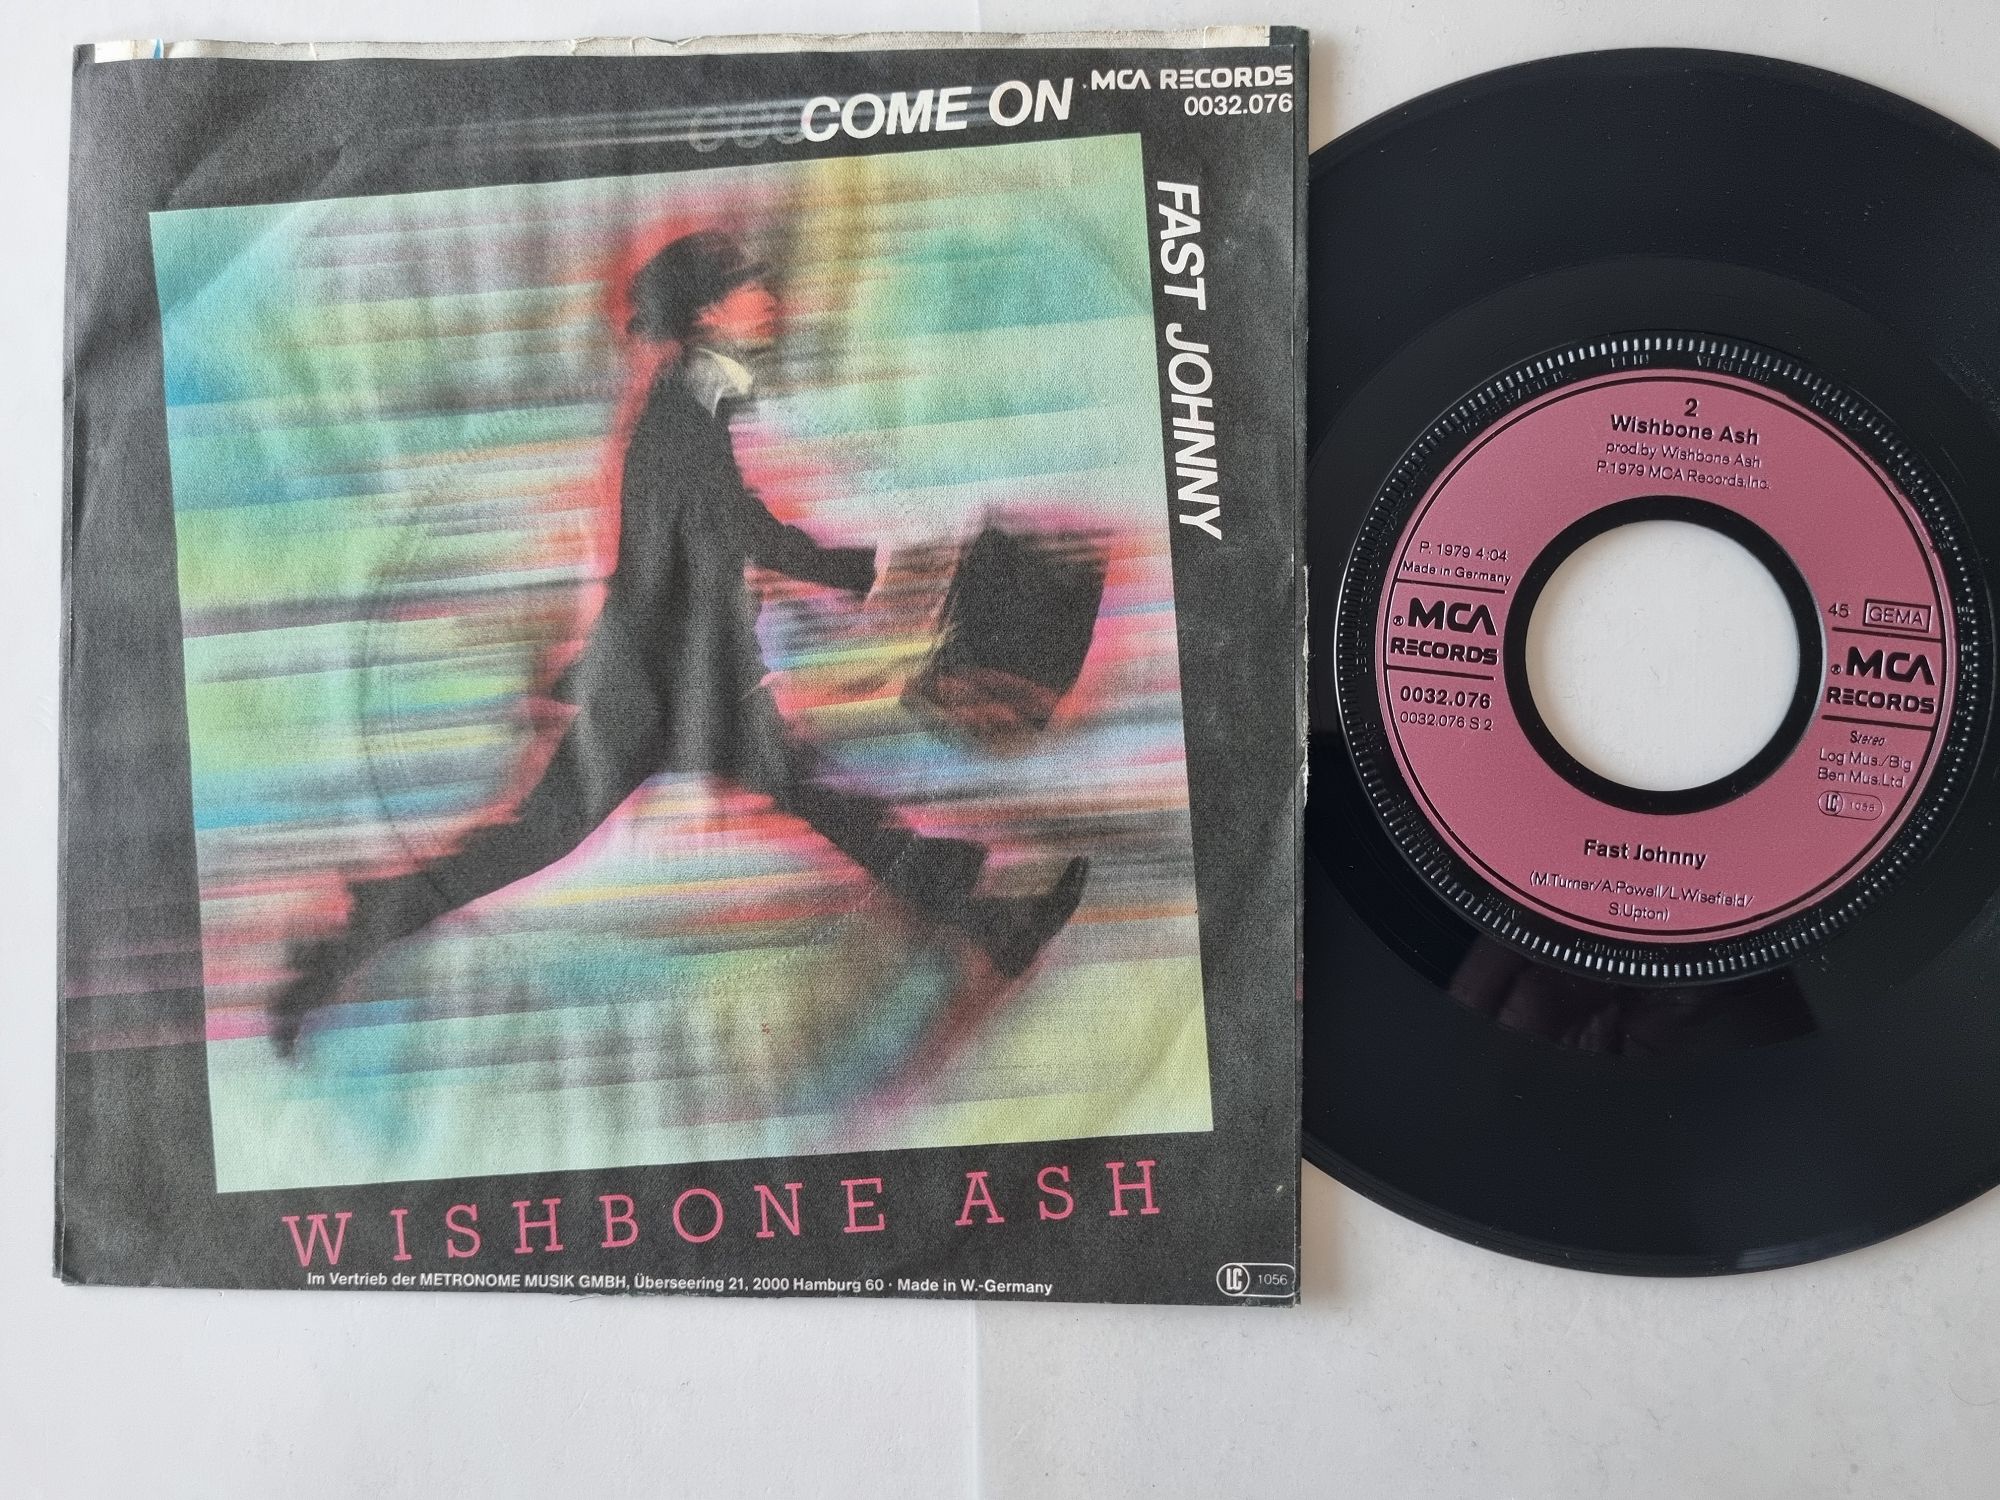 COME ON
MCA RECORDS
0032.076
FAST JOHNNY
WISHBONE ASH
Im Vertrieb der METRONOME MUSIK GMBH, Überseering 21, 2000 Hamburg 60 · Made in W.-Germany
LC 1056
2
Wishbone Ash
prod.by Wishbone Ash
P.1979 MCA Records,Inc.
P. 1979 4:04
Made in Germany
® MCA
RECORDS
0032.076
0032.076 S 2
45 GEMA
® MCA
RECORDS
Stereo
Log Mus./Big
Ben Mus.Ltd.
LC 1056
Fast Johnny
(M.Turner/A.Powell/L.Wisefield/
S.Upton)